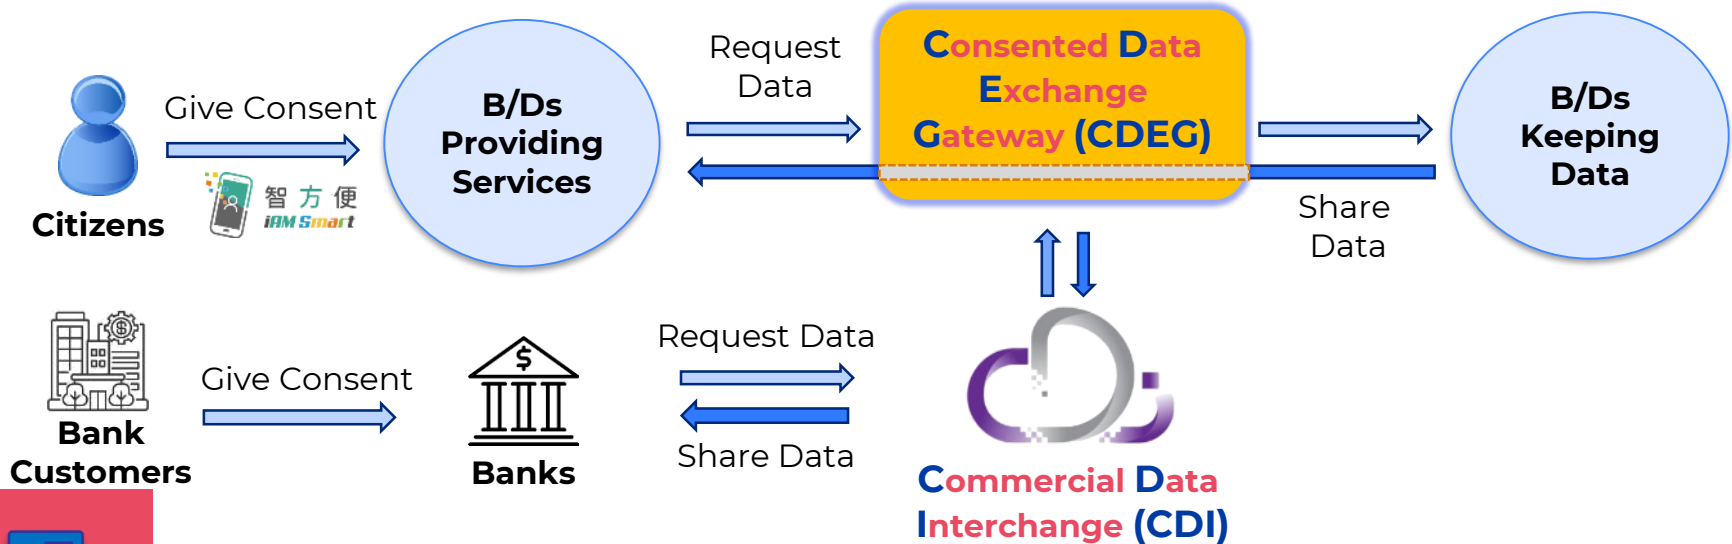 Give Consent
智方便
iAM Smart
Citizens
B/Ds
Providing
Services
Request
Data
Consented Data
Exchange
Gateway (CDEG)
Share
Data
B/Ds
Keeping
Data
$
Bank
Customers
Give Consent
$
Banks
Request Data
Share Data
Commercial Data
Interchange (CDI)